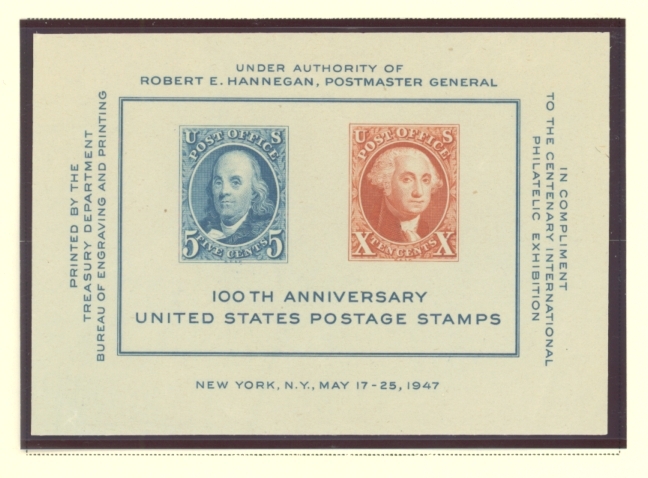 UNDER AUTHORITY OF
ROBERT E. HANNEGAN, POSTMASTER GENERAL
PRINTED BY THE
TREASURY DEPARTMENT
BUREAU OF ENGRAVING AND PRINTING
U S
POST OFFICE
5 FIVE CENTS 5
U S
POST OFFICE
X TEN CENTS X
100TH ANNIVERSARY
UNITED STATES POSTAGE STAMPS
IN COMPLIMENT
TO THE CENTENARY INTERNATIONAL
PHILATELIC EXHIBITION
NEW YORK, N.Y., MAY 17-25, 1947